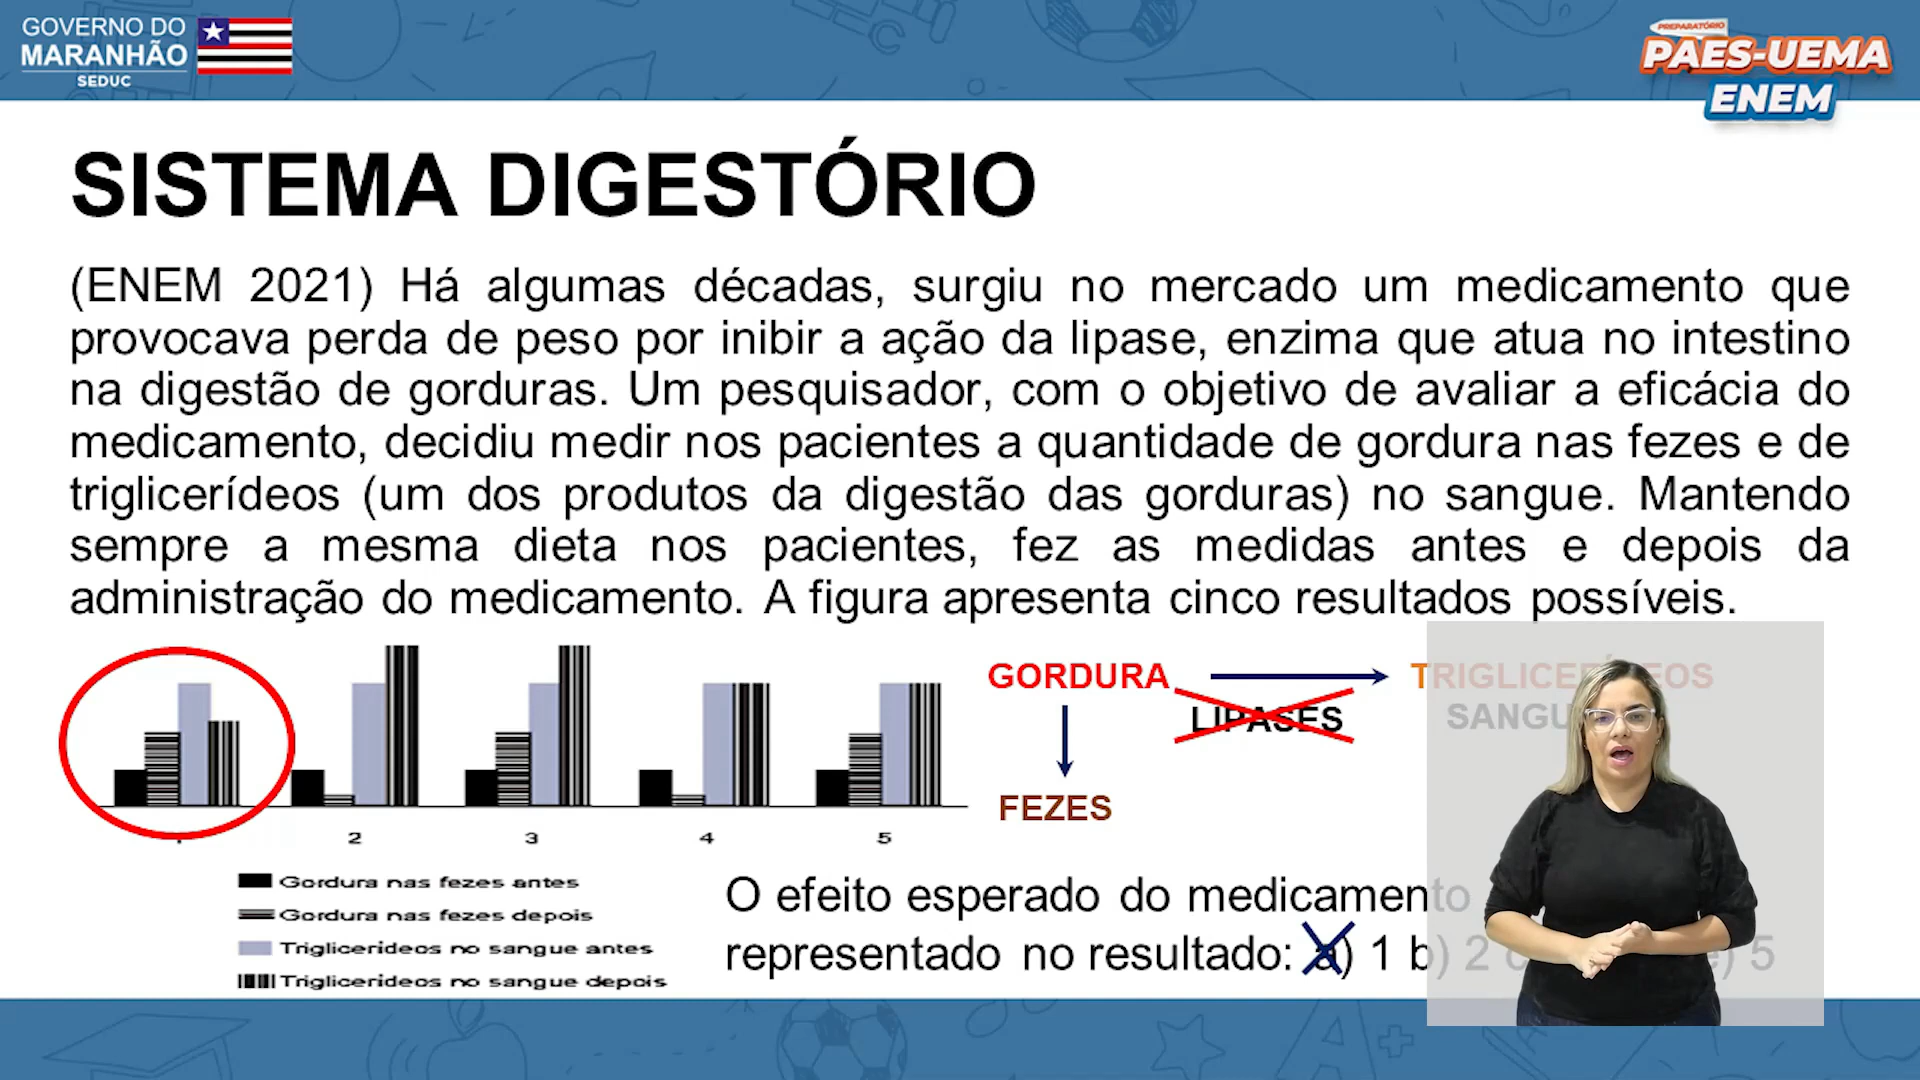 GOVERNO DO
MARANHÃO
SEDUC
PREPARATÓRIO
PAES-UEMA
ENEM
SISTEMA DIGESTÓRIO
(ENEM 2021) Há algumas décadas, surgiu no mercado um medicamento que
provocava perda de peso por inibir a ação da lipase, enzima que atua no intestino
na digestão de gorduras. Um pesquisador, com o objetivo de avaliar a eficácia do
medicamento, decidiu medir nos pacientes a quantidade de gordura nas fezes e de
triglicerídeos (um dos produtos da digestão das gorduras) no sangue. Mantendo
sempre a mesma dieta nos pacientes, fez as medidas antes e depois da
administração do medicamento. A figura apresenta cinco resultados possíveis.
GORDURA
LIPASES
FEZES
2 3 4 5
Gordura nas fezes antes
Gordura nas fezes depois
Triglicerídeos no sangue antes
Triglicerídeos no sangue depois
O efeito esperado do medicamento
representado no resultado: a) 1 b) 2 e) 5